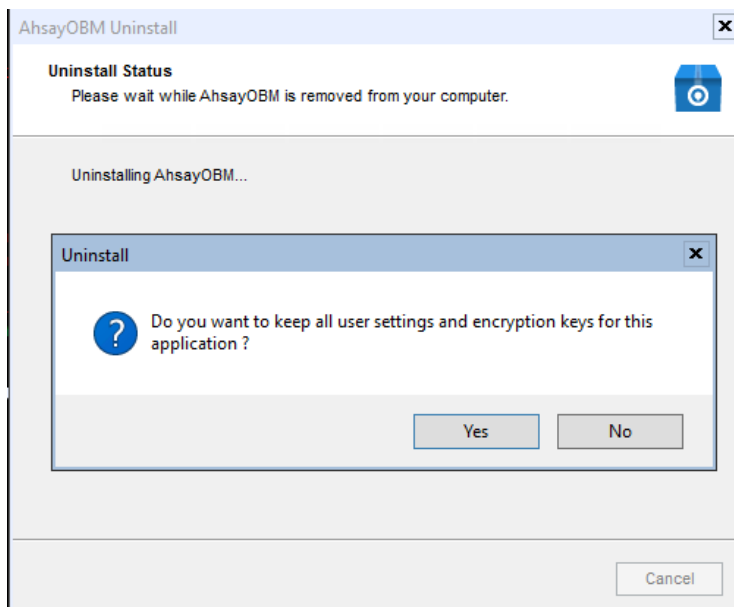 AhsayOBM Uninstall
Uninstall Status
Please wait while AhsayOBM is removed from your computer.
Uninstalling AhsayOBM...
Uninstall
Do you want to keep all user settings and encryption keys for this
application ?
Yes
No
Cancel